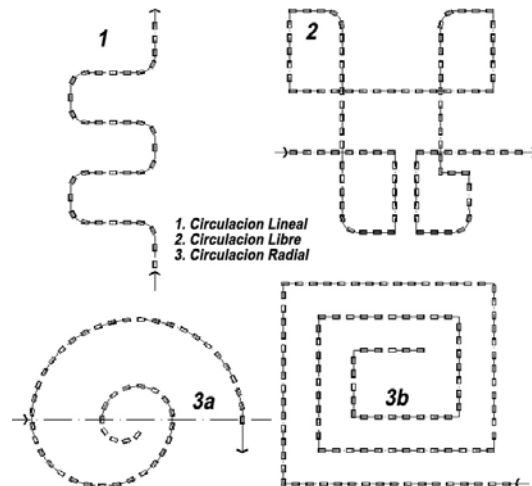 1
2
1. Circulacion Lineal
2. Circulacion Libre
3. Circulacion Radial
3a
3b